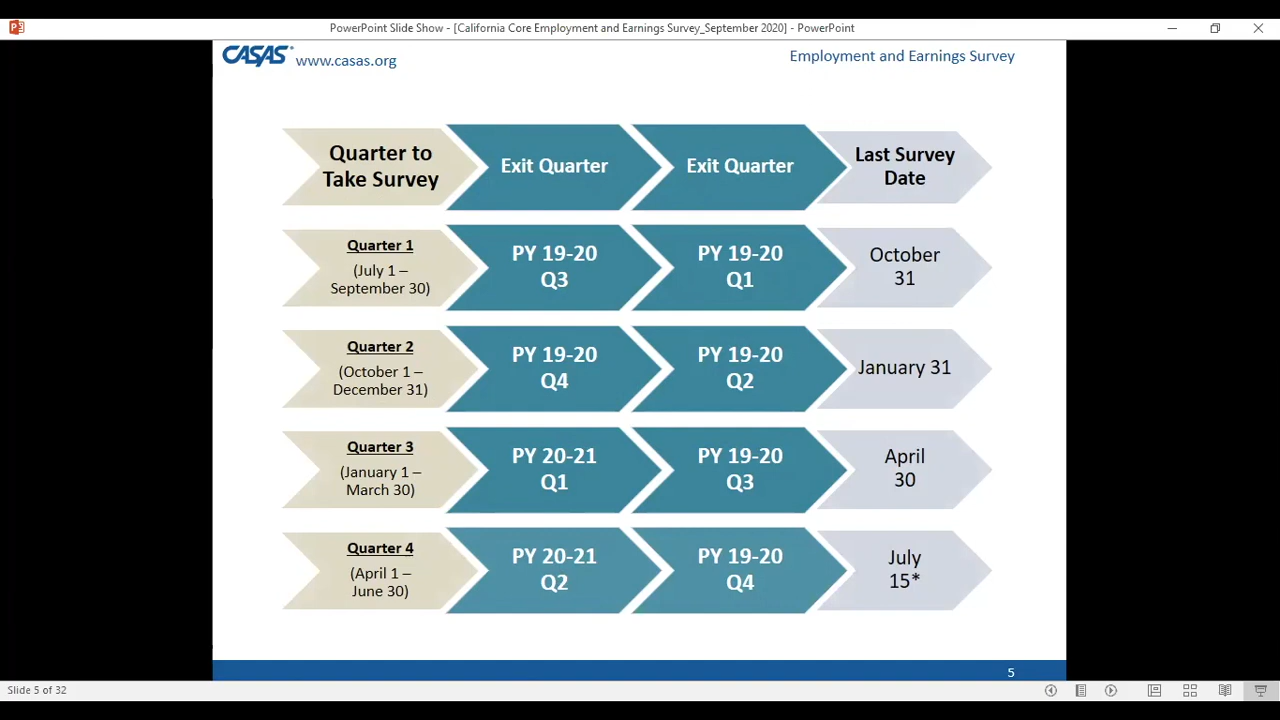 PowerPoint Slide Show - [California Core Employment and Earnings Survey_September 2020] - PowerPoint
CASAS
www.casas.org
Employment and Earnings Survey
Quarter to
Take Survey
Exit Quarter
Exit Quarter
Last Survey
Date
Quarter 1
(July 1 –
September 30)
PY 19-20
Q3
PY 19-20
Q1
October
31
Quarter 2
(October 1 –
December 31)
PY 19-20
Q4
PY 19-20
Q2
January 31
Quarter 3
(January 1 –
March 30)
PY 20-21
Q1
PY 19-20
Q3
April
30
Quarter 4
(April 1 –
June 30)
PY 20-21
Q2
PY 19-20
Q4
July
15*
5
Slide 5 of 32